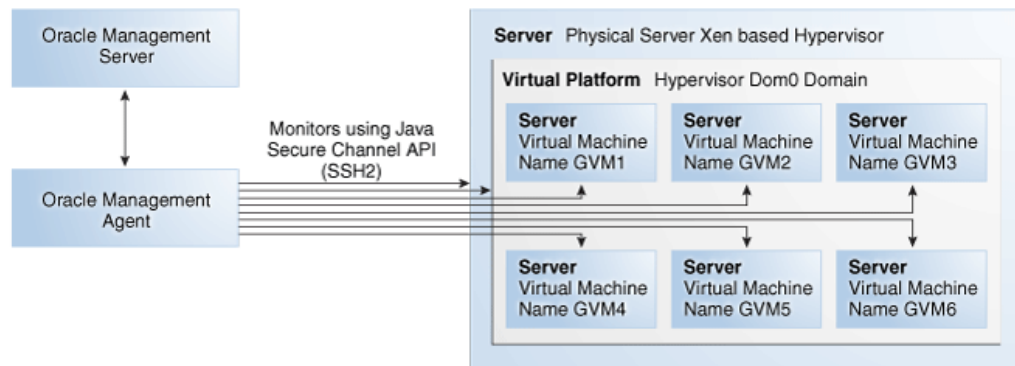 Oracle Management
Server
Oracle Management
Agent
Monitors using Java
Secure Channel API
(SSH2)
Server Physical Server Xen based Hypervisor
Virtual Platform Hypervisor Dom0 Domain
Server
Virtual Machine
Name GVM1
Server
Virtual Machine
Name GVM2
Server
Virtual Machine
Name GVM3
Server
Virtual Machine
Name GVM4
Server
Virtual Machine
Name GVM5
Server
Virtual Machine
Name GVM6